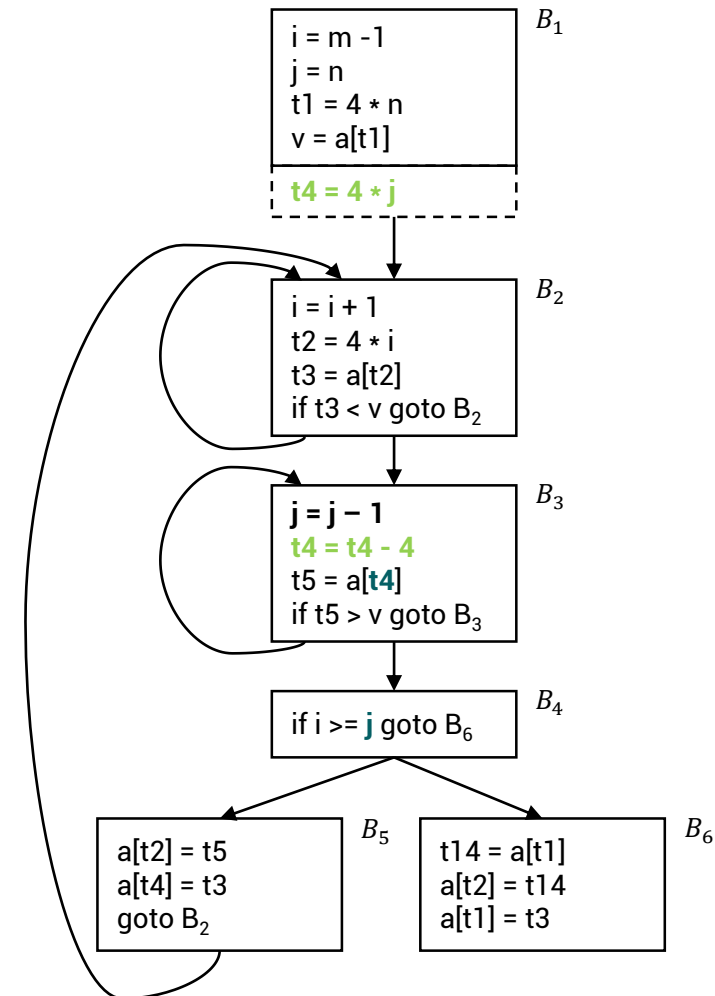 B₁
i = m -1
j = n
t1 = 4 * n
v = a[t1]
t4 = 4 * j
B₂
i = i + 1
t2 = 4 * i
t3 = a[t2]
if t3 < v goto B₂
B₃
j = j – 1
t4 = t4 - 4
t5 = a[t4]
if t5 > v goto B₃
B₄
if i >= j goto B₆
B₅
a[t2] = t5
a[t4] = t3
goto B₂
B₆
t14 = a[t1]
a[t2] = t14
a[t1] = t3